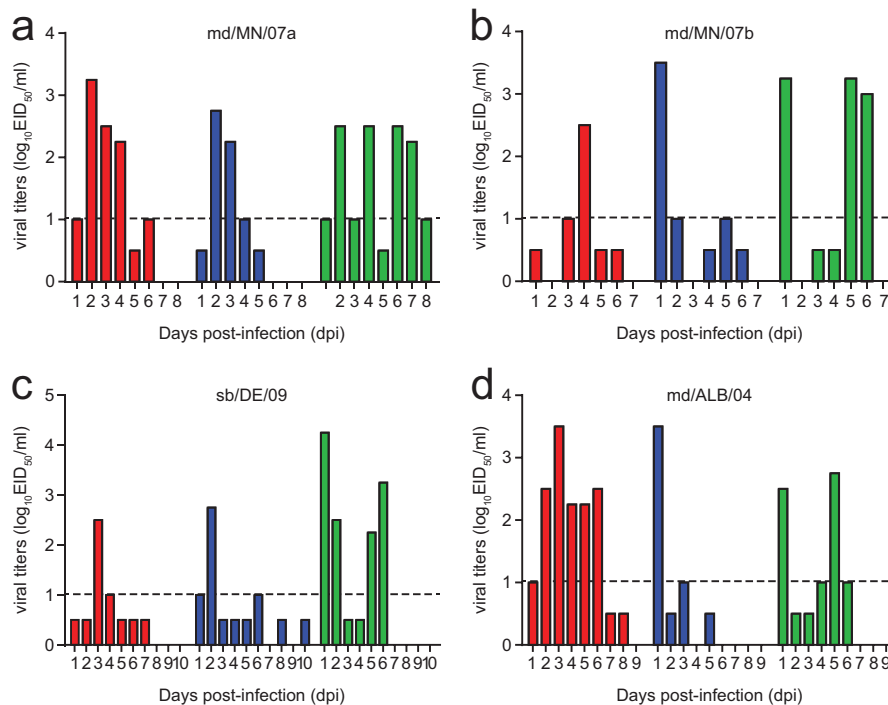 a
md/MN/07a
viral titers (log10EID50/ml)
4
3
2
1
0
1 2 3 4 5 6 7 8 1 2 3 4 5 6 7 8 1 2 3 4 5 6 7 8
Days post-infection (dpi)
b
md/MN/07b
viral titers (log10EID50/ml)
4
3
2
1
0
1 2 3 4 5 6 7 1 2 3 4 5 6 7 1 2 3 4 5 6 7
Days post-infection (dpi)
c
sb/DE/09
viral titers (log10EID50/ml)
5
4
3
2
1
0
1 2 3 4 5 6 7 8 9 10 1 2 3 4 5 6 7 8 9 10 1 2 3 4 5 6 7 8 9 10
Days post-infection (dpi)
d
md/ALB/04
viral titers (log10EID50/ml)
4
3
2
1
0
1 2 3 4 5 6 7 8 9 1 2 3 4 5 6 7 8 9 1 2 3 4 5 6 7 8 9
Days post-infection (dpi)